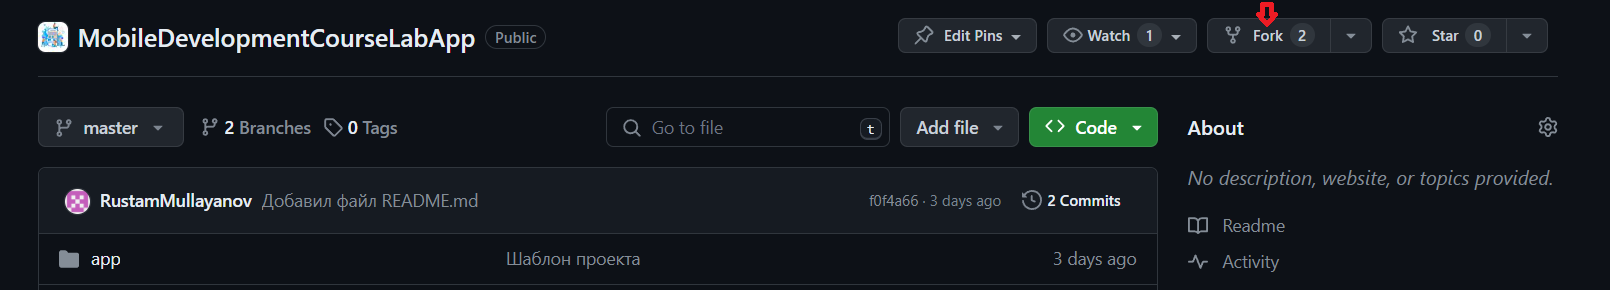 MobileDevelopmentCourseLabApp Public Edit Pins Watch 1 Fork 2 Star 0
master 2 Branches 0 Tags Go to file t Add file Code
RustamMullayanov Добавил файл README.md f0f4a66 · 3 days ago 2 Commits
app Шаблон проекта 3 days ago
About
No description, website, or topics provided.
Readme
Activity